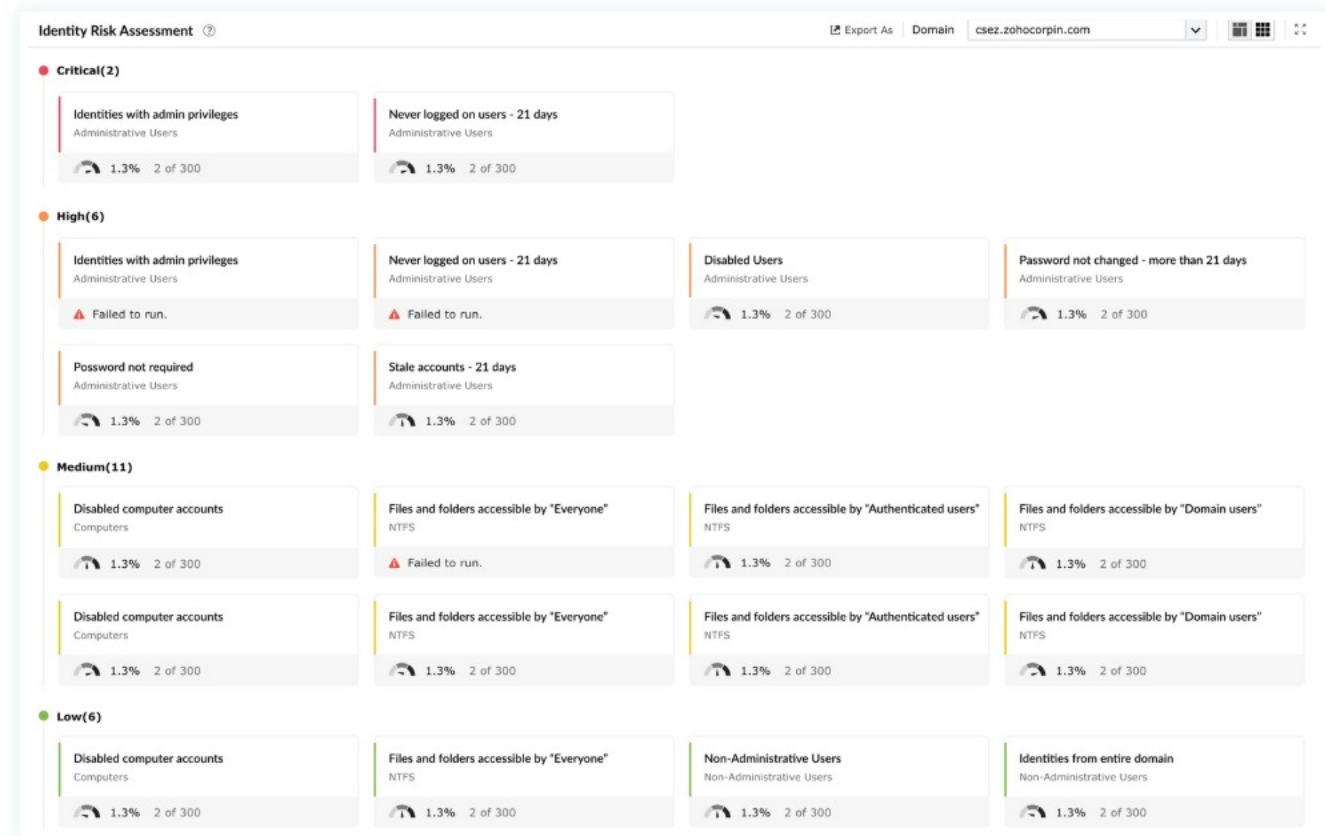 Identity Risk Assessment ?
Export As Domain csez.zohocorpin.com
Critical(2)
Identities with admin privileges
Administrative Users
1.3% 2 of 300
Never logged on users - 21 days
Administrative Users
1.3% 2 of 300
High(6)
Identities with admin privileges
Administrative Users
Failed to run.
Never logged on users - 21 days
Administrative Users
Failed to run.
Disabled Users
Administrative Users
1.3% 2 of 300
Password not changed - more than 21 days
Administrative Users
1.3% 2 of 300
Possword not required
Administrative Users
1.3% 2 of 300
Stale accounts - 21 days
Administrative Users
1.3% 2 of 300
Medium(11)
Disabled computer accounts
Computers
1.3% 2 of 300
Files and folders accessible by “Everyone”
NTFS
Failed to run.
Files and folders accessible by “Authenticated users”
NTFS
1.3% 2 of 300
Files and folders accessible by “Domain users”
NTFS
1.3% 2 of 300
Disabled computer accounts
Computers
1.3% 2 of 300
Files and folders accessible by “Everyone”
NTFS
1.3% 2 of 300
Files and folders accessible by “Authenticated users”
NTFS
1.3% 2 of 300
Files and folders accessible by “Domain users”
NTFS
1.3% 2 of 300
Low(6)
Disabled computer accounts
Computers
1.3% 2 of 300
Files and folders accessible by “Everyone”
NTFS
1.3% 2 of 300
Non-Administrative Users
Non-Administrative Users
1.3% 2 of 300
Identities from entire domain
Non-Administrative Users
1.3% 2 of 300